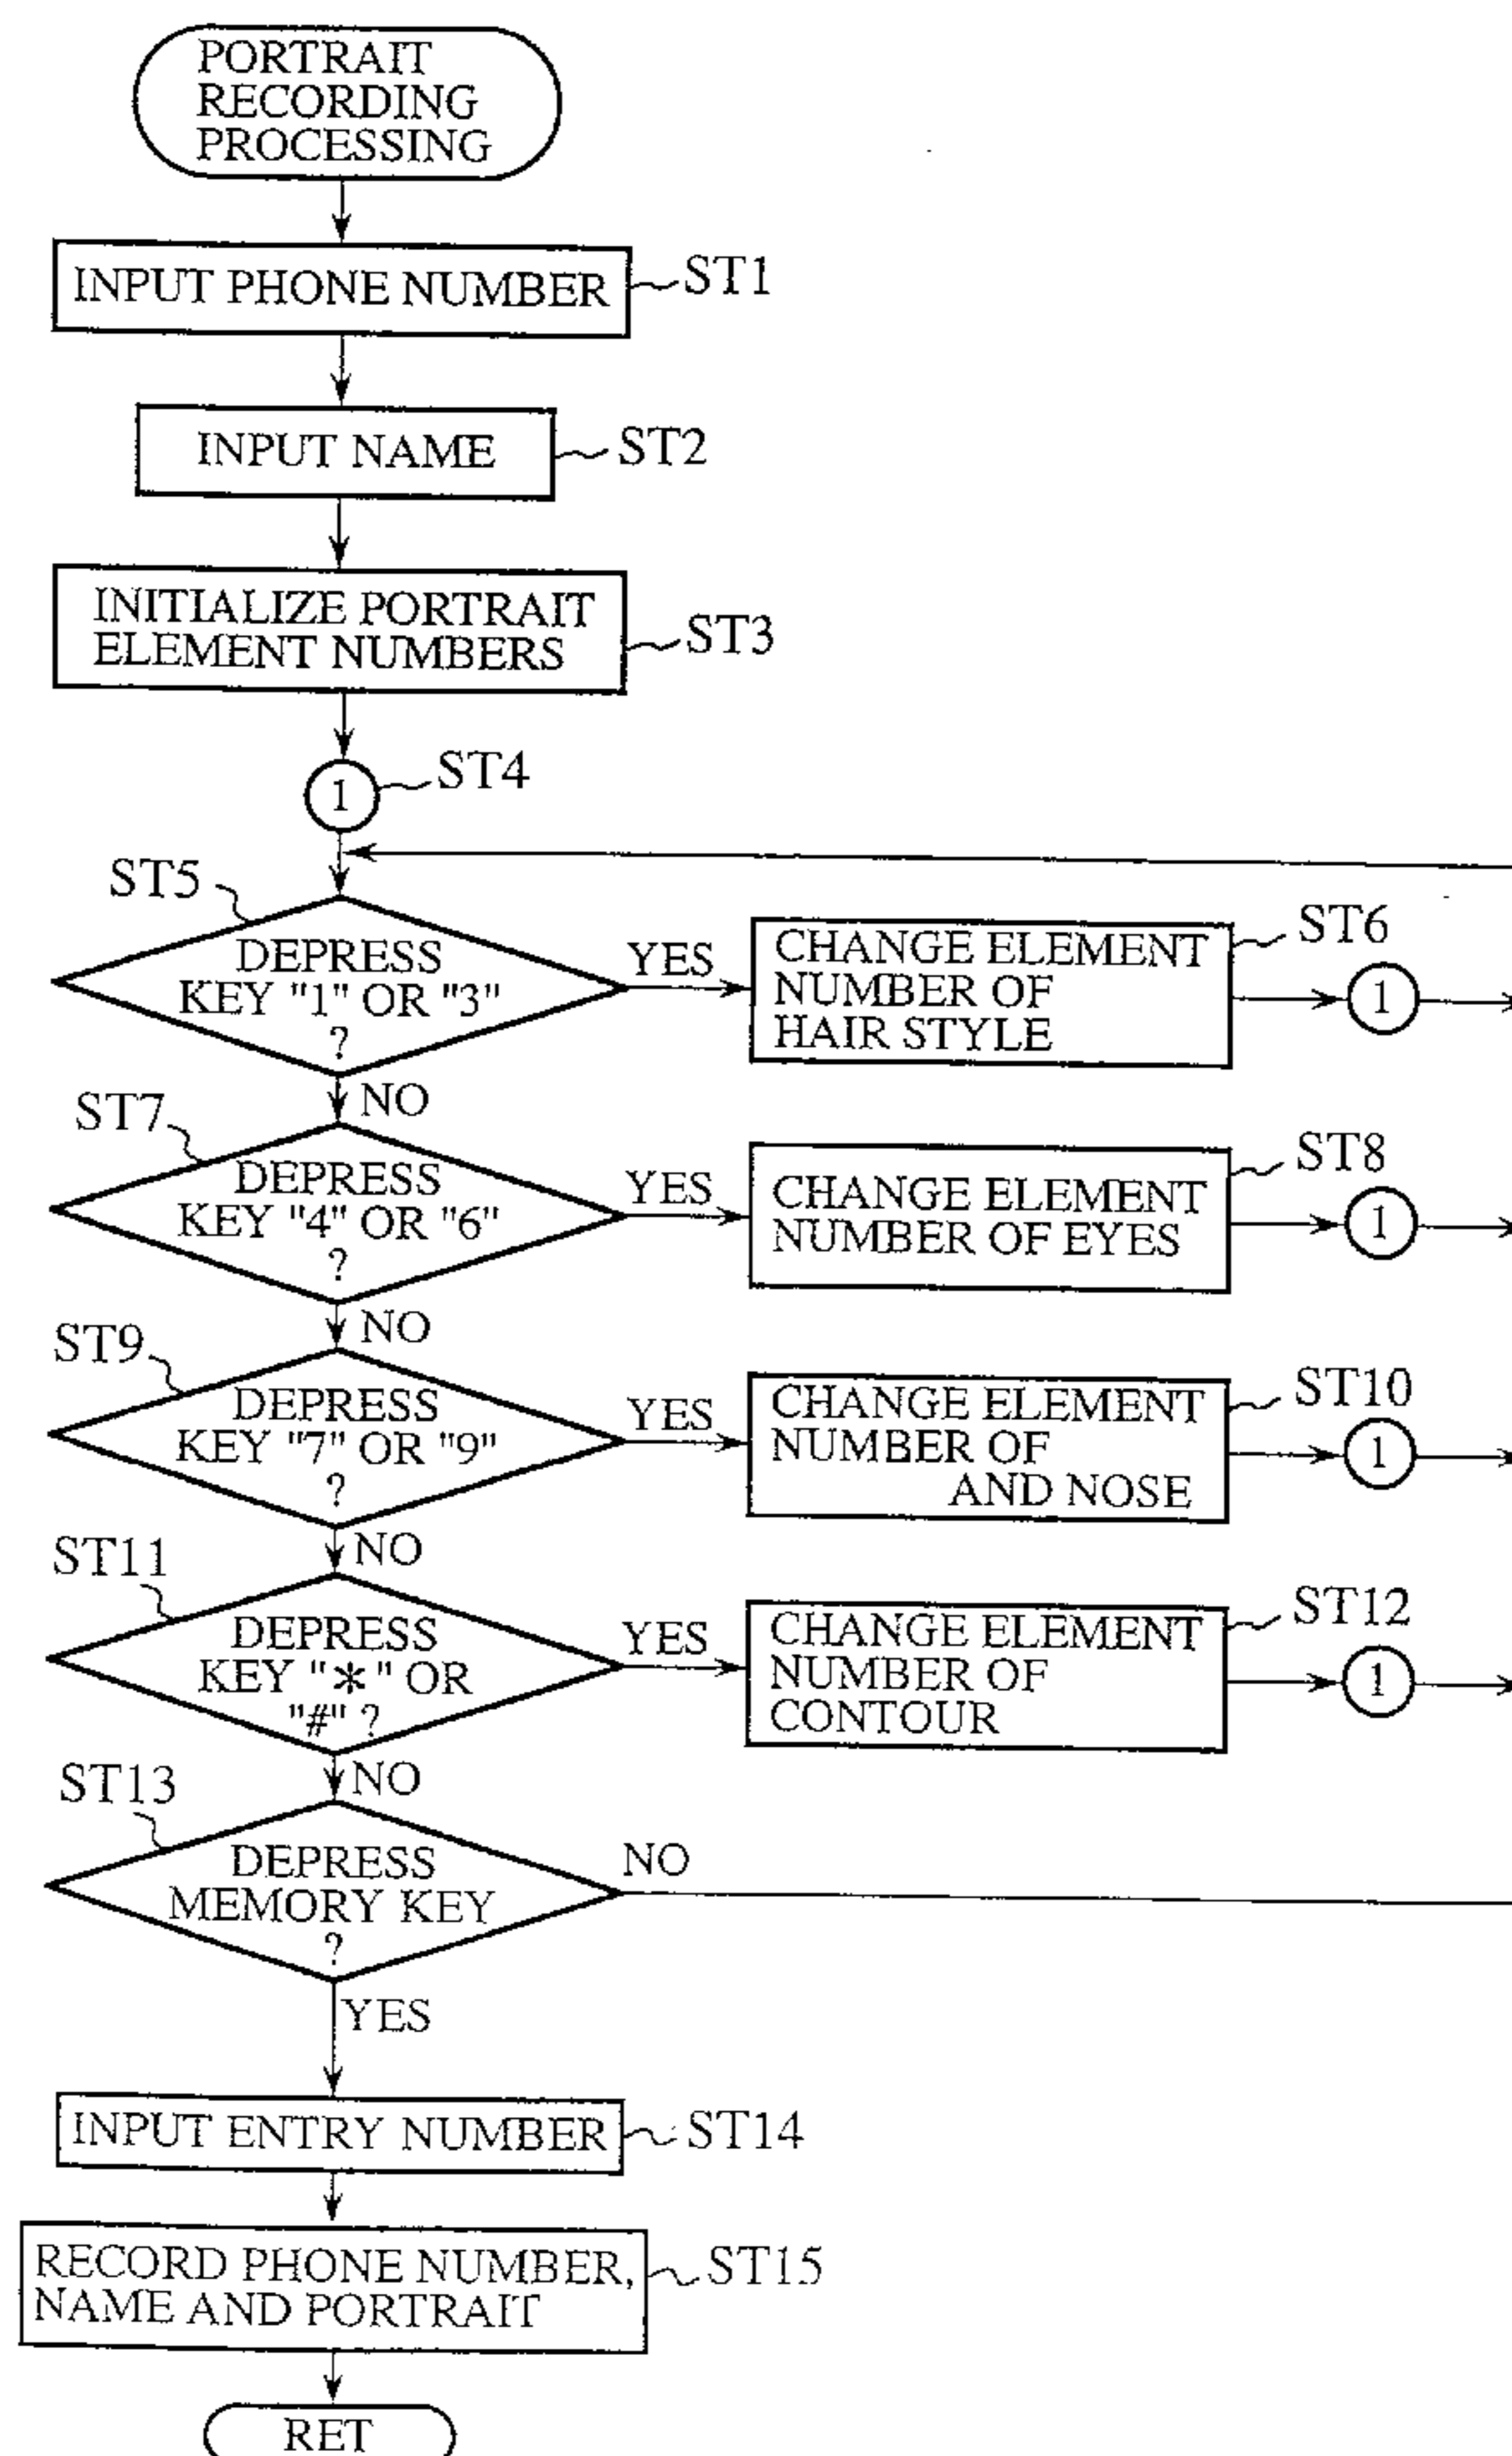 PORTRAIT
RECORDING
PROCESSING
INPUT PHONE NUMBER
ST1
INPUT NAME
ST2
INITIALIZE PORTRAIT
ELEMENT NUMBERS
ST3
1
ST4
ST5
DEPRESS
KEY "1" OR "3"
?
YES
CHANGE ELEMENT
NUMBER OF
HAIR STYLE
ST6
1
NO
ST7
DEPRESS
KEY "4" OR "6"
?
YES
CHANGE ELEMENT
NUMBER OF EYES
ST8
1
NO
ST9
DEPRESS
KEY "7" OR "9"
?
YES
CHANGE ELEMENT
NUMBER OF
AND NOSE
ST10
1
NO
ST11
DEPRESS
KEY "*" OR
"#" ?
YES
CHANGE ELEMENT
NUMBER OF
CONTOUR
ST12
1
NO
ST13
DEPRESS
MEMORY KEY
?
NO
YES
INPUT ENTRY NUMBER
ST14
RECORD PHONE NUMBER,
NAME AND PORTRAIT
ST15
RET